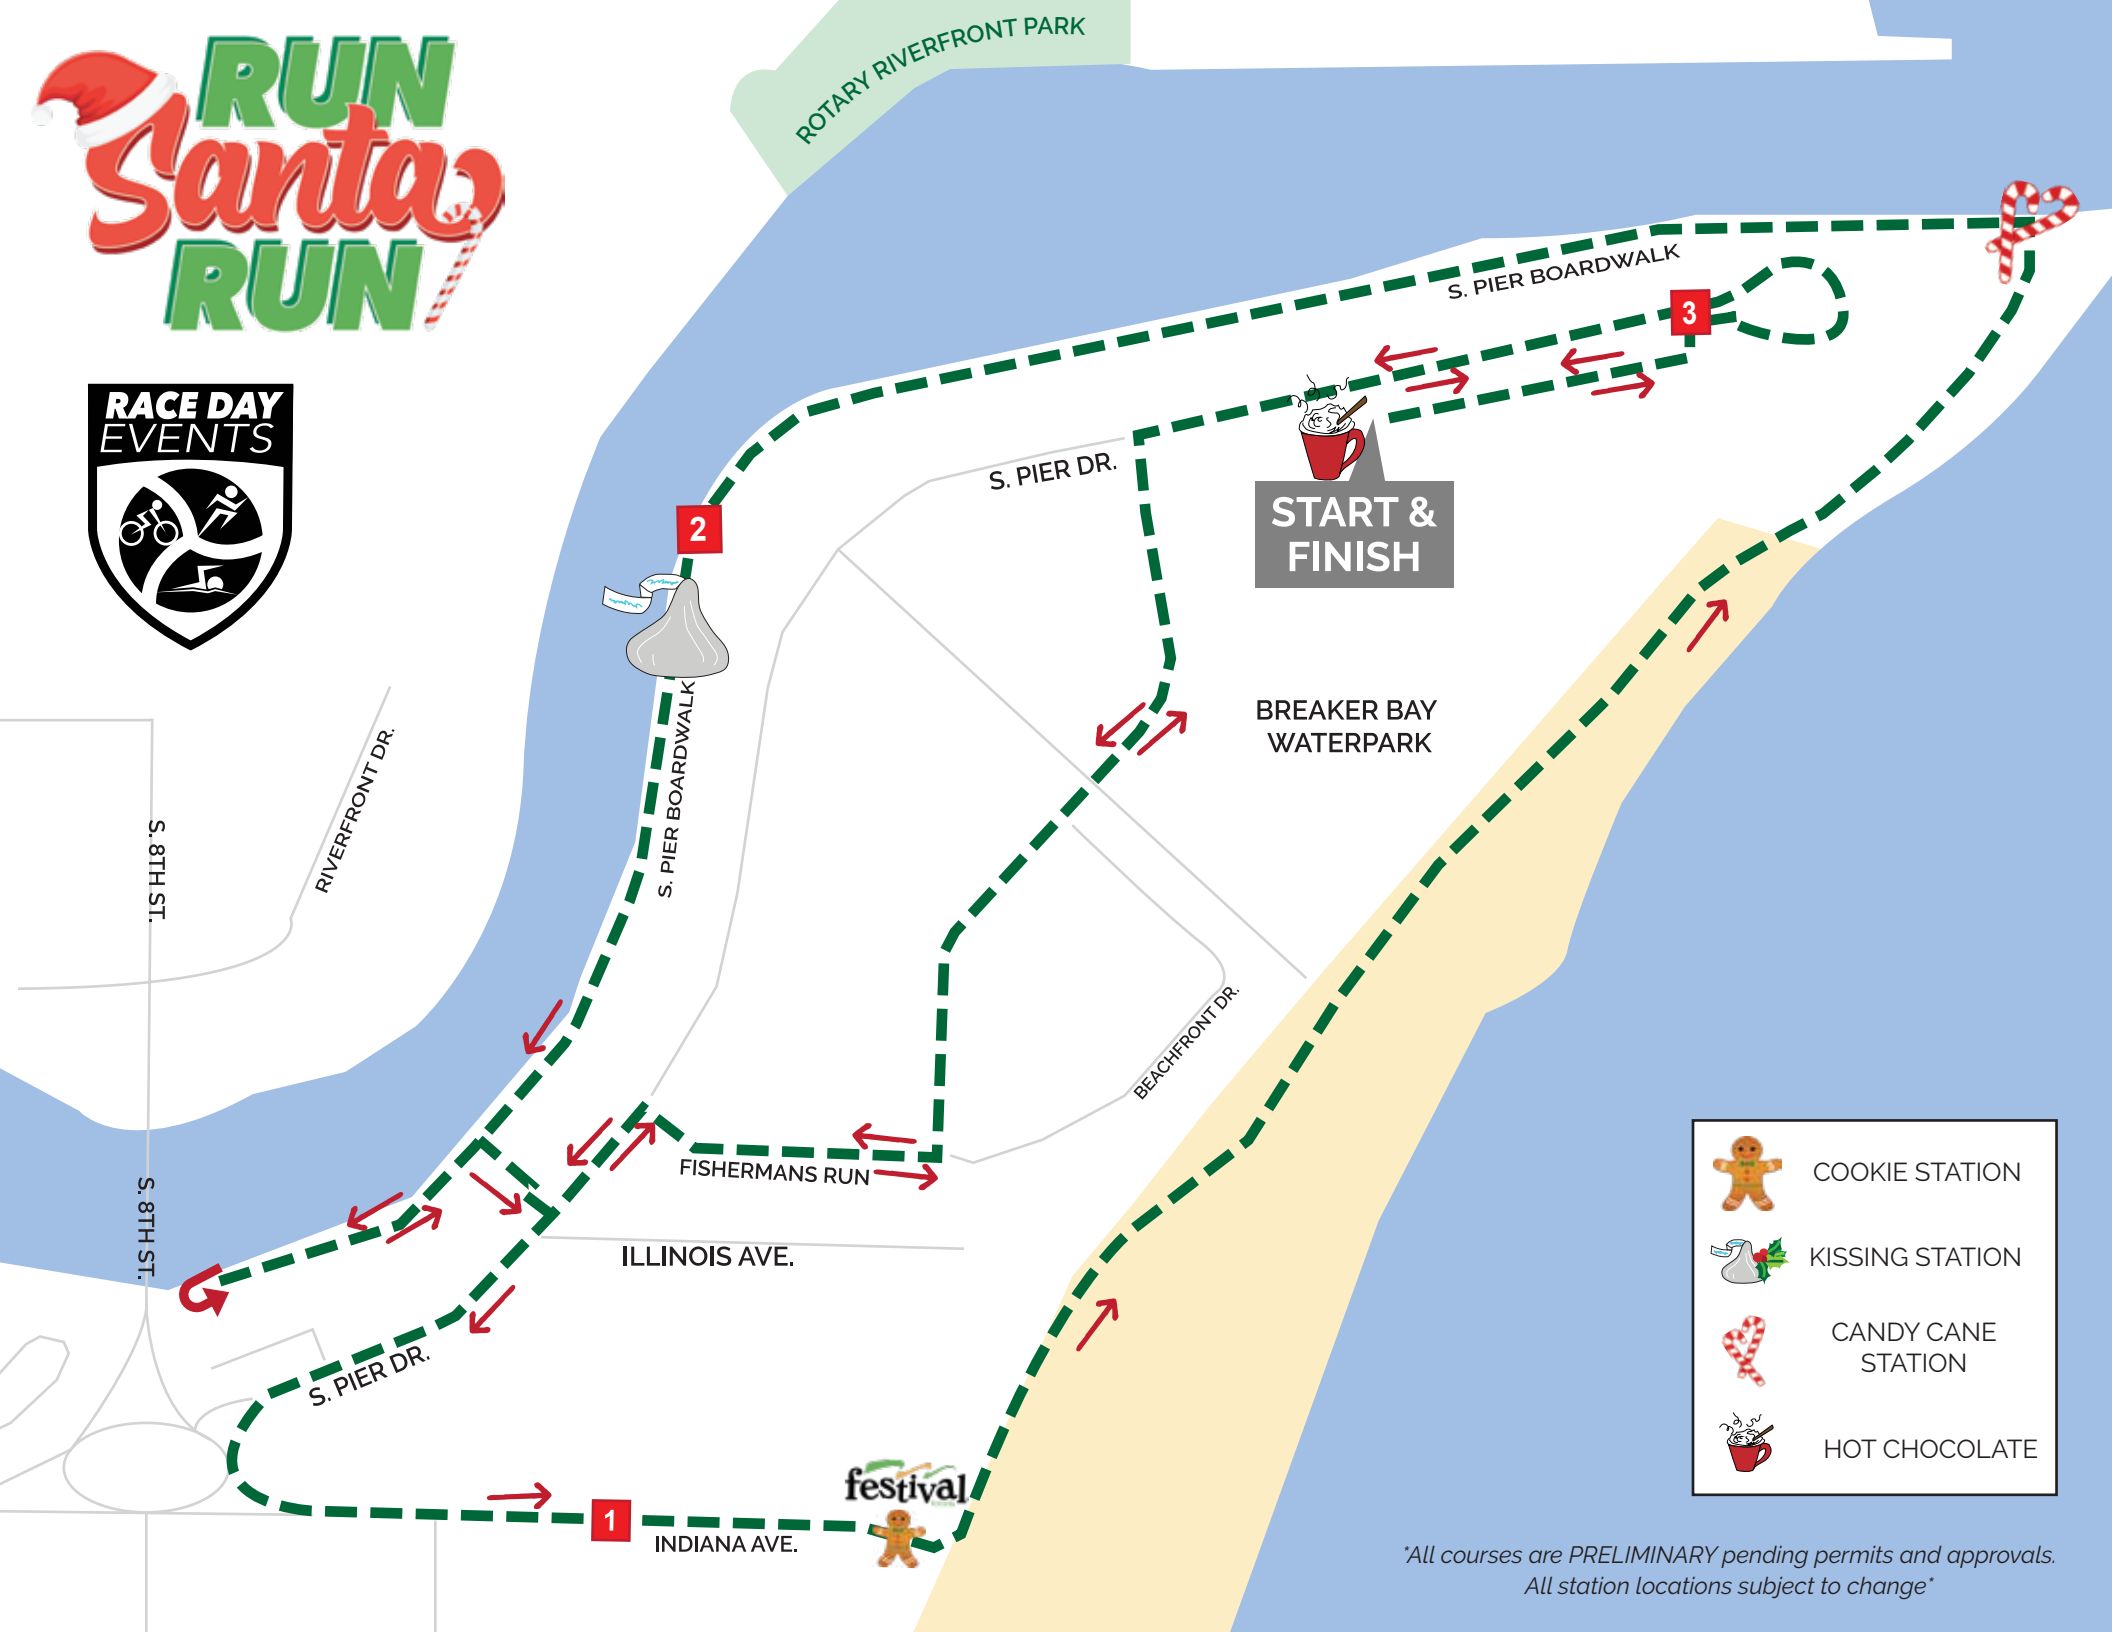 RUN
Santa
RUN
RACE DAY
EVENTS
ROTARY RIVERFRONT PARK
S. PIER BOARDWALK
3
S. PIER DR.
START &
FINISH
2
BREAKER BAY
WATERPARK
S. PIER BOARDWALK
RIVERFRONT DR.
S. 8TH ST.
BEACHFRONT DR.
FISHERMANS RUN
S. 8TH ST.
ILLINOIS AVE.
S. PIER DR.
festival
1
INDIANA AVE.
COOKIE STATION
KISSING STATION
CANDY CANE
STATION
HOT CHOCOLATE
*All courses are PRELIMINARY pending permits and approvals.
All station locations subject to change*